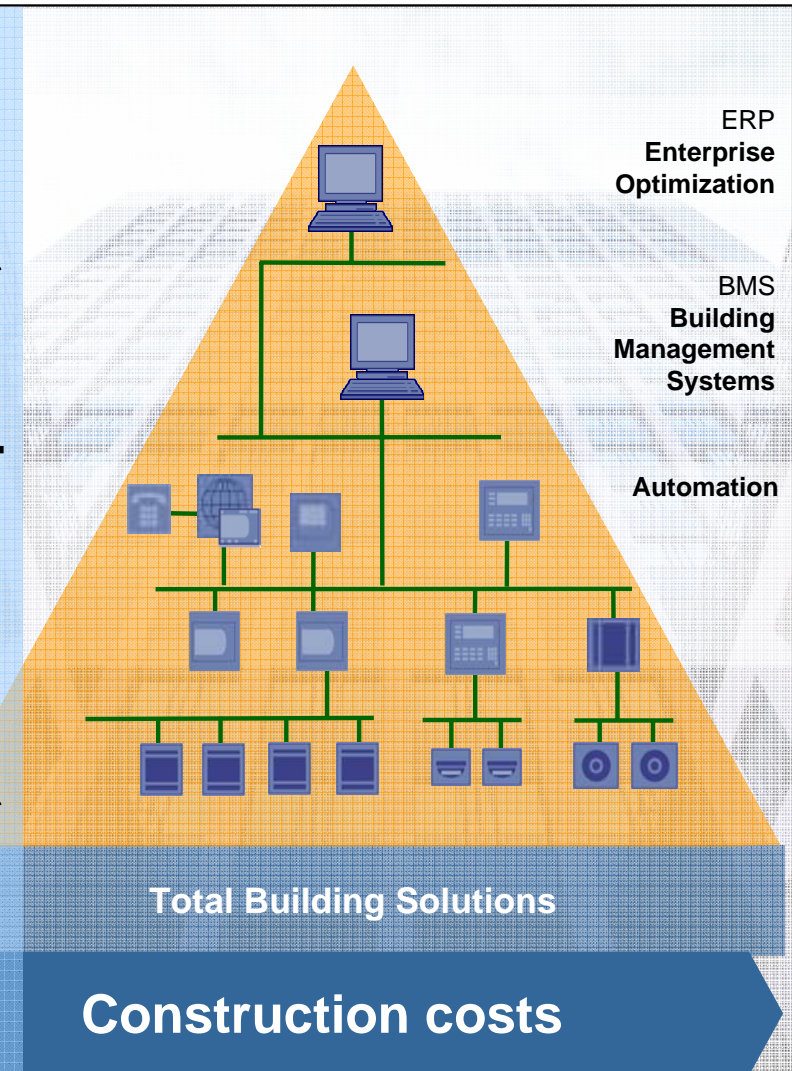 ERP
Enterprise
Optimization
BMS
Building
Management
Systems
Automation
Total Building Solutions
Construction costs